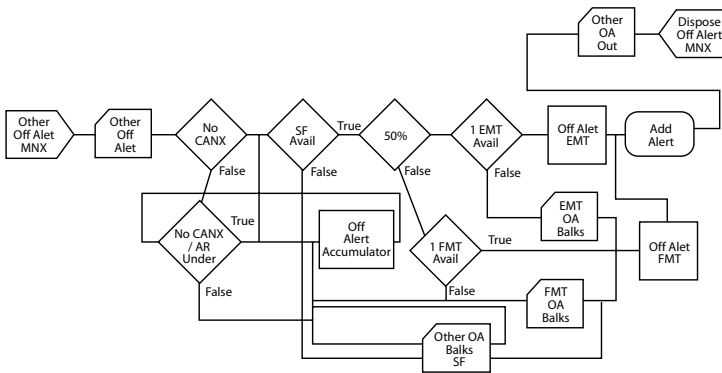 Other
OA
Out
Dispose
Off Alert
MNX
Other
Off Alet
MNX
Other
Off
Alet
No
CANX
SF
Avail
True
50%
1 EMT
Avail
Off Alet
EMT
Add
Alert
False
False
False
False
No CANX
/ AR
Under
True
Off
Alert
Accumulator
1 FMT
Avail
True
EMT
OA
Balks
Off Alet
FMT
False
False
FMT
OA
Balks
Other OA
Balks
SF